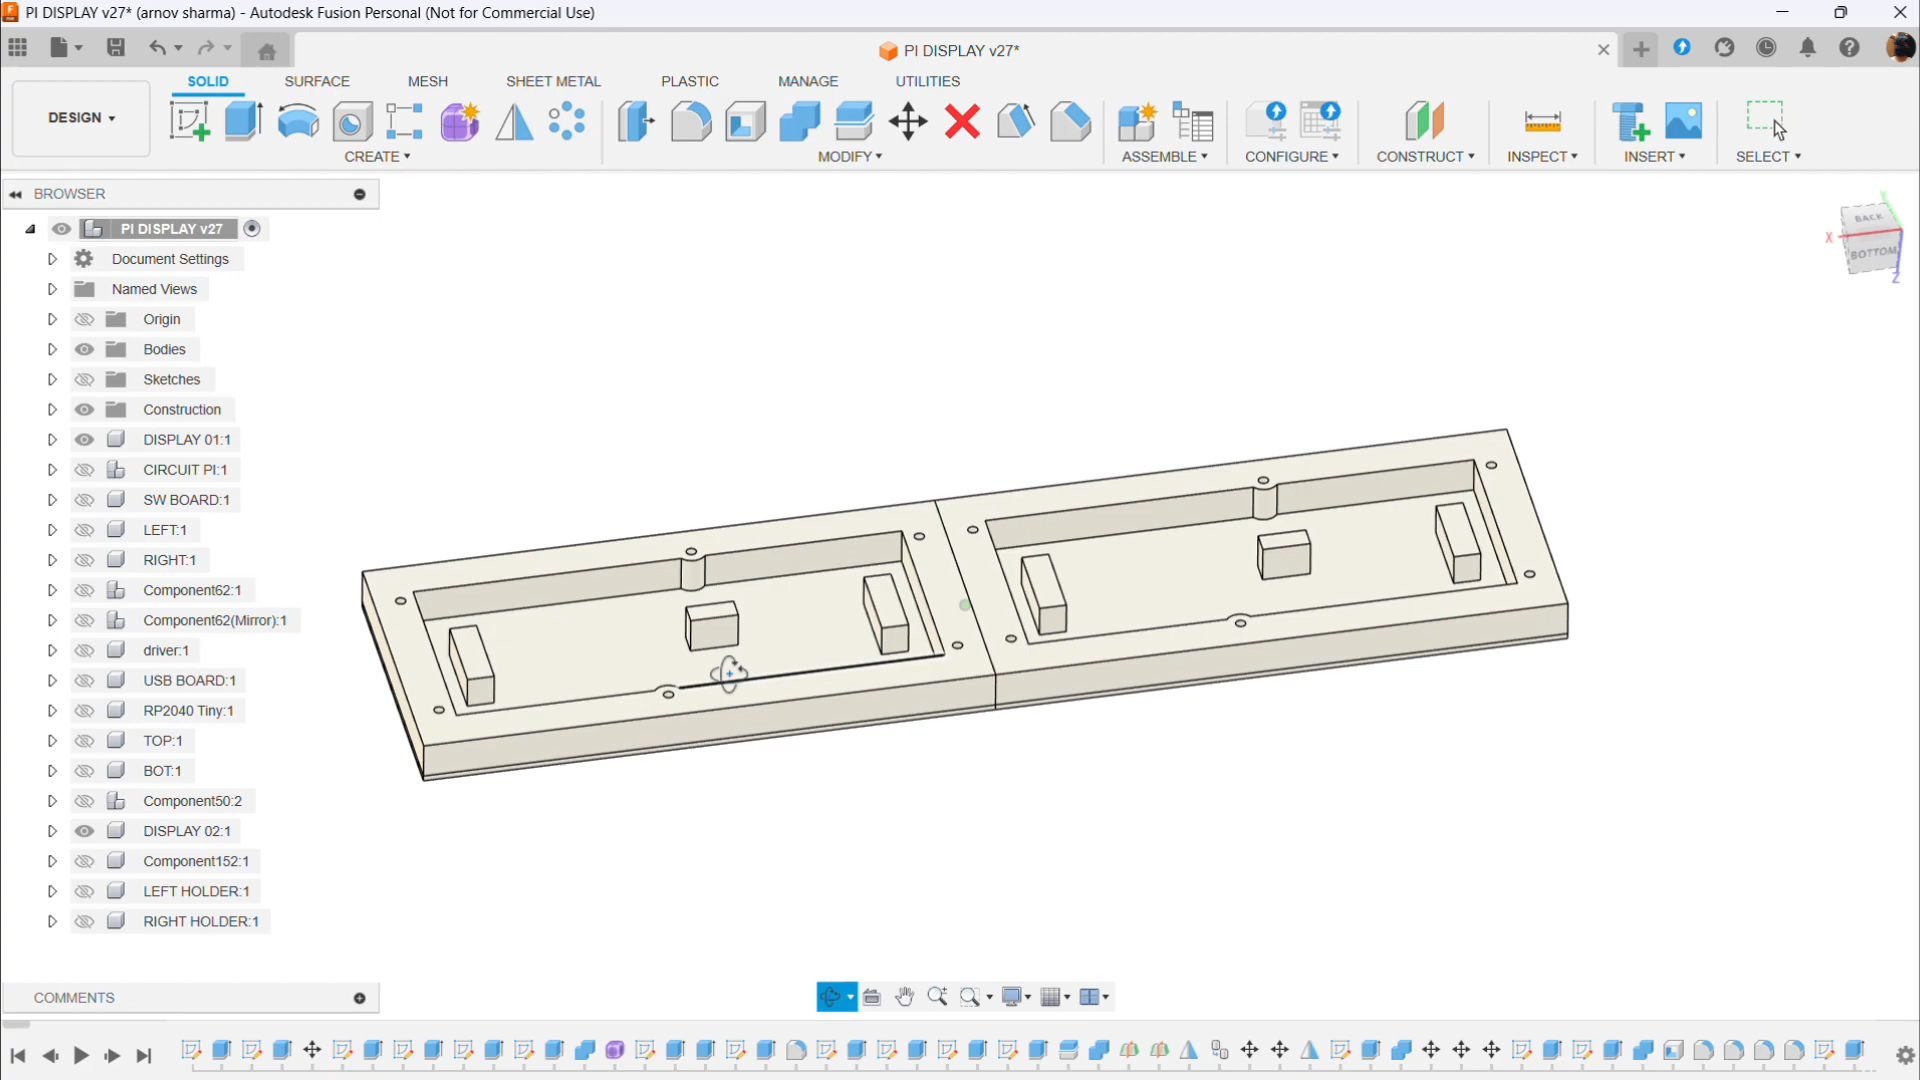 PI DISPLAY v27* (arnov sharma) - Autodesk Fusion Personal (Not for Commercial Use)
PI DISPLAY v27*
SOLID SURFACE MESH SHEET METAL PLASTIC MANAGE UTILITIES
DESIGN
CREATE MODIFY ASSEMBLE CONFIGURE CONSTRUCT INSPECT INSERT SELECT
BROWSER
PI DISPLAY v27
Document Settings
Named Views
Origin
Bodies
Sketches
Construction
DISPLAY 01:1
CIRCUIT PI:1
SW BOARD:1
LEFT:1
RIGHT:1
Component62:1
Component62(Mirror):1
driver:1
USB BOARD:1
RP2040 Tiny:1
TOP:1
BOT:1
Component50:2
DISPLAY 02:1
Component152:1
LEFT HOLDER:1
RIGHT HOLDER:1
COMMENTS
Y
BACK
X
BOTTOM
Z